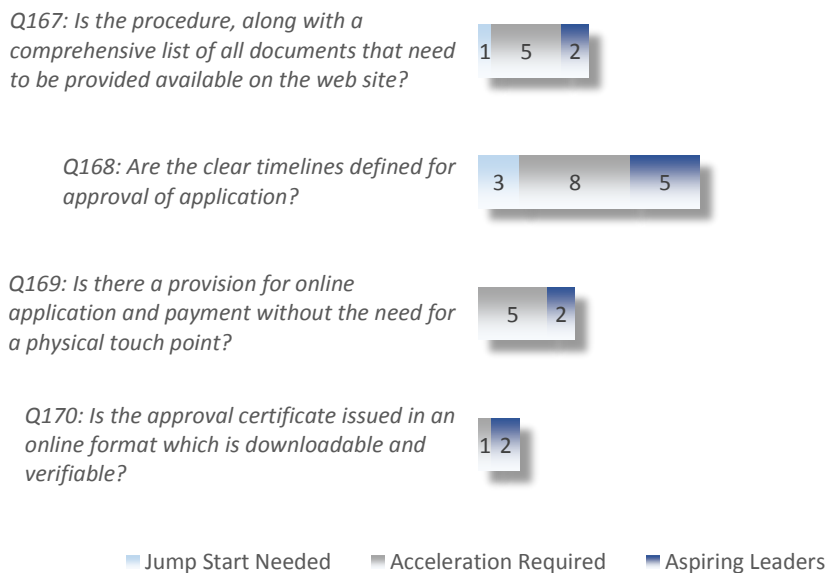 Q167: Is the procedure, along with a
comprehensive list of all documents that need
to be provided available on the web site?
1 5 2
Q168: Are the clear timelines defined for
approval of application?
3 8 5
Q169: Is there a provision for online
application and payment without the need for
a physical touch point?
5 2
Q170: Is the approval certificate issued in an
online format which is downloadable and
verifiable?
1 2
Jump Start Needed Acceleration Required Aspiring Leaders